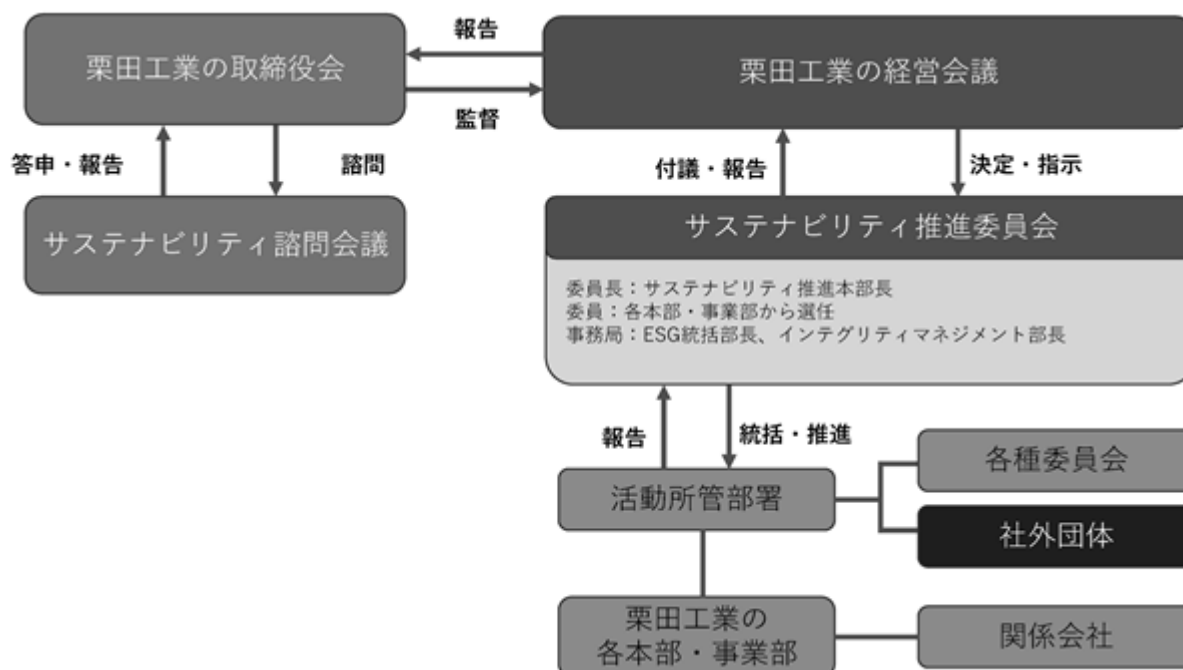 報告
栗田工業の取締役会
栗田工業の経営会議
監督
答申・報告
諮問
付議・報告
決定・指示
サステナビリティ諮問会議
サステナビリティ推進委員会
委員長：サステナビリティ推進本部長
委員：各本部・事業部から選任
事務局：ESG統括部長、インテグリティマネジメント部長
報告
統括・推進
各種委員会
活動所管部署
社外団体
栗田工業の
各本部・事業部
関係会社